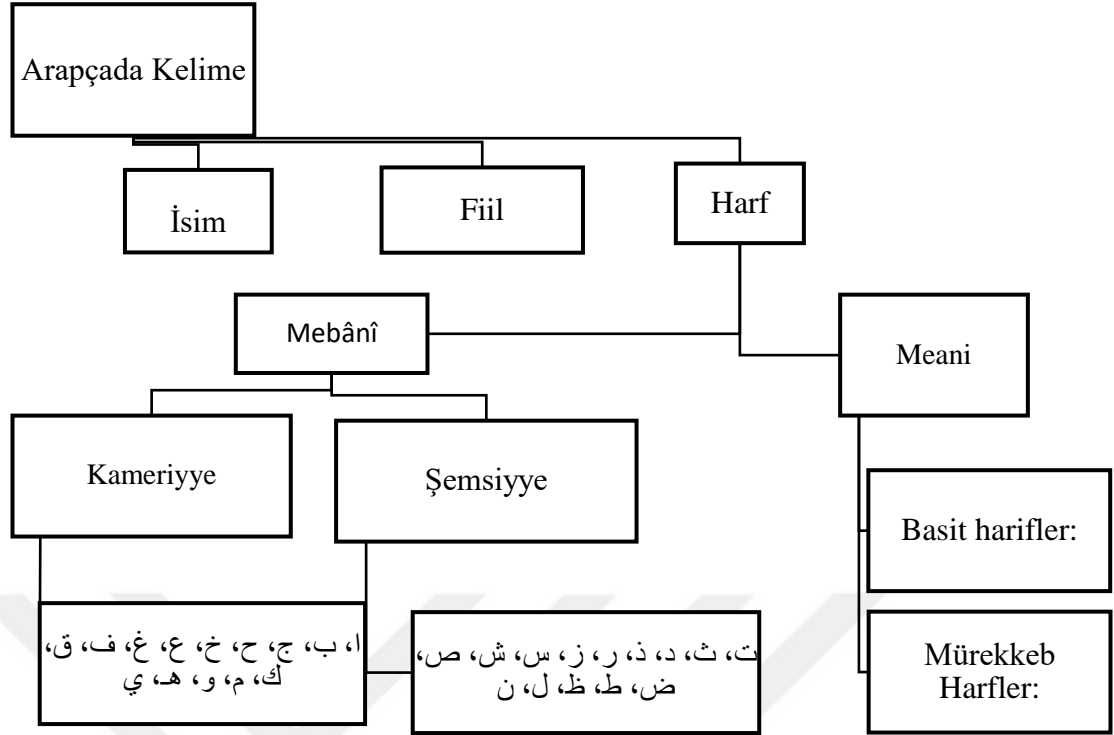 Arapçada Kelime
İsim
Fiil
Harf
Mebânî
Meani
Kameriyye
Şemsiyye
Basit harifler:
ا، ب، ج، ح، خ، ع، غ، ف، ق،
ك، م، و، هـ، ي
ت، ث، د، ذ، ر، ز، س، ش، ص،
ض، ط، ظ، ل، ن
Mürekkeb
Harfler: